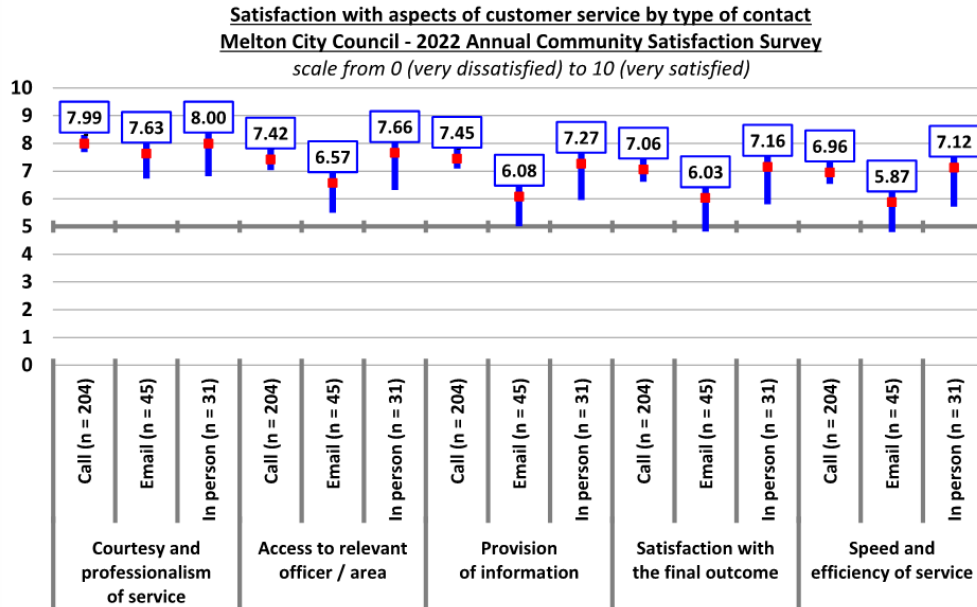 Satisfaction with aspects of customer service by type of contact
Melton City Council - 2022 Annual Community Satisfaction Survey
scale from 0 (very dissatisfied) to 10 (very satisfied)
10
9
8
7
6
5
4
3
2
1
0
7.99
7.63
8.00
7.42
6.57
7.66
7.45
6.08
7.27
7.06
6.03
7.16
6.96
5.87
7.12
Call (n = 204)
Email (n = 45)
In person (n = 31)
Call (n = 204)
Email (n = 45)
In person (n = 31)
Call (n = 204)
Email (n = 45)
In person (n = 31)
Call (n = 204)
Email (n = 45)
In person (n = 31)
Call (n = 204)
Email (n = 45)
In person (n = 31)
Courtesy and
professionalism
of service
Access to relevant
officer / area
Provision
of information
Satisfaction with
the final outcome
Speed and
efficiency of service